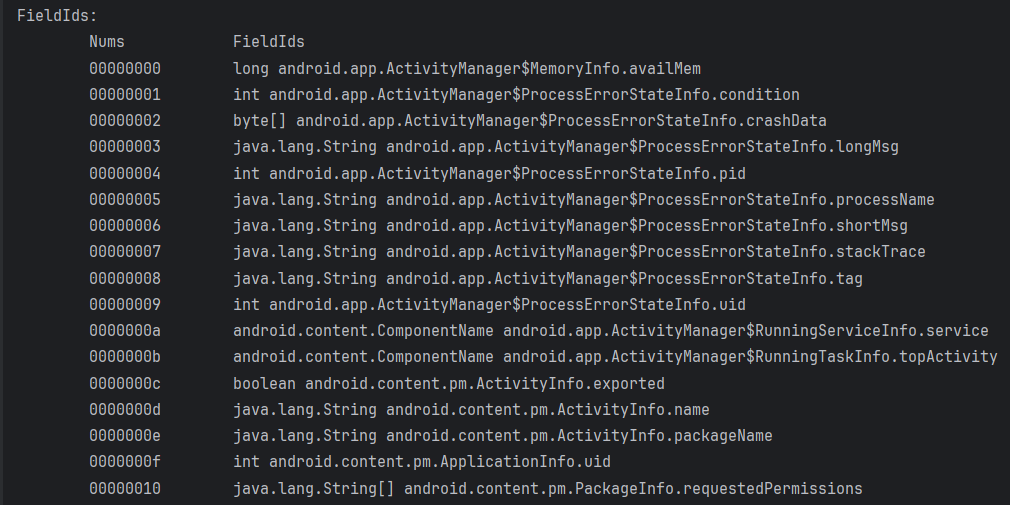 FieldIds:
Nums FieldIds
00000000 long android.app.ActivityManager$MemoryInfo.availMem
00000001 int android.app.ActivityManager$ProcessErrorStateInfo.condition
00000002 byte[] android.app.ActivityManager$ProcessErrorStateInfo.crashData
00000003 java.lang.String android.app.ActivityManager$ProcessErrorStateInfo.longMsg
00000004 int android.app.ActivityManager$ProcessErrorStateInfo.pid
00000005 java.lang.String android.app.ActivityManager$ProcessErrorStateInfo.processName
00000006 java.lang.String android.app.ActivityManager$ProcessErrorStateInfo.shortMsg
00000007 java.lang.String android.app.ActivityManager$ProcessErrorStateInfo.stackTrace
00000008 java.lang.String android.app.ActivityManager$ProcessErrorStateInfo.tag
00000009 int android.app.ActivityManager$ProcessErrorStateInfo.uid
0000000a android.content.ComponentName android.app.ActivityManager$RunningServiceInfo.service
0000000b android.content.ComponentName android.app.ActivityManager$RunningTaskInfo.topActivity
0000000c boolean android.content.pm.ActivityInfo.exported
0000000d java.lang.String android.content.pm.ActivityInfo.name
0000000e java.lang.String android.content.pm.ActivityInfo.packageName
0000000f int android.content.pm.ApplicationInfo.uid
00000010 java.lang.String[] android.content.pm.PackageInfo.requestedPermissions